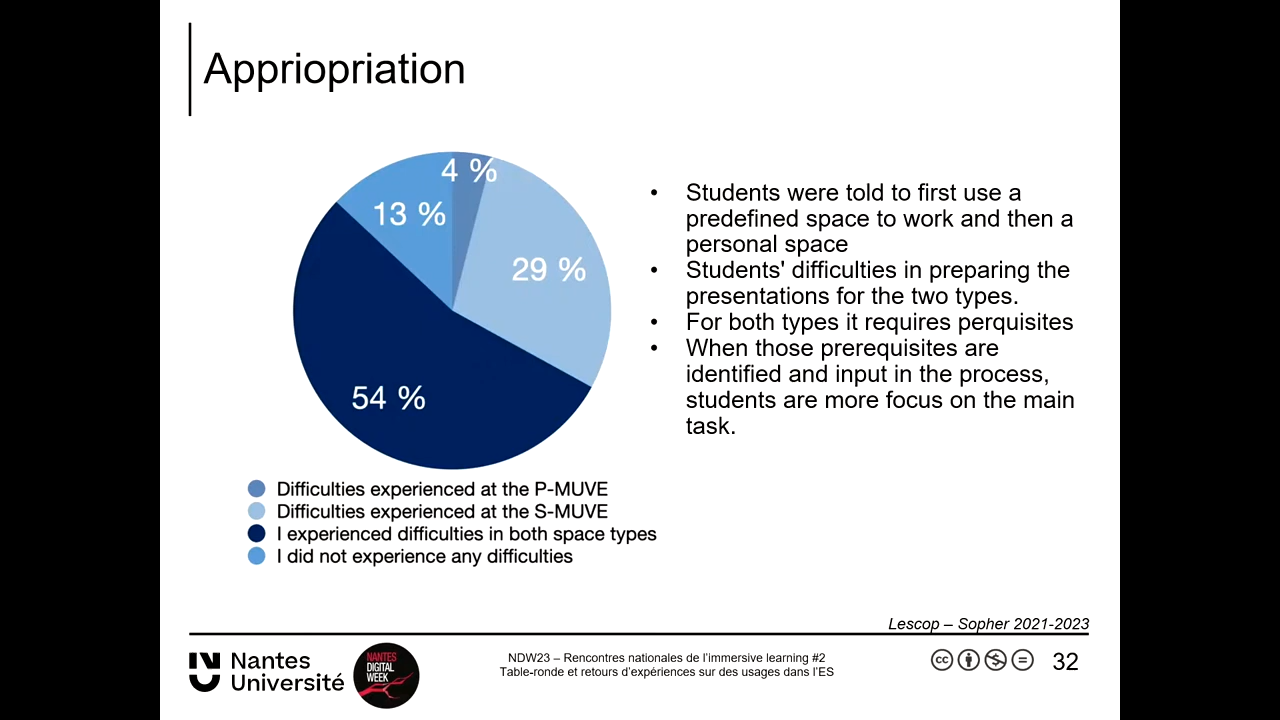 Appriopriation
4 %
13 %
29 %
54 %
Difficulties experienced at the P-MUVE
Difficulties experienced at the S-MUVE
I experienced difficulties in both space types
I did not experience any difficulties
• Students were told to first use a
predefined space to work and then a
personal space
• Students' difficulties in preparing the
presentations for the two types.
• For both types it requires perquisites
• When those prerequisites are
identified and input in the process,
students are more focus on the main
task.
Lescop – Sopher 2021-2023
Nantes
Université
NANTES
DIGITAL
WEEK
NDW23 – Rencontres nationales de l’immersive learning #2
Table-ronde et retours d’expériences sur des usages dans l’ES
cc
32